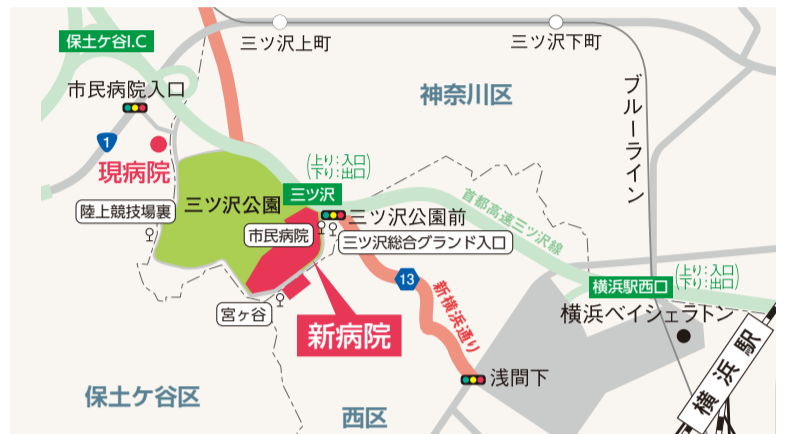 保土ケ谷I.C
三ツ沢上町
三ツ沢下町
市民病院入口
神奈川区
ブルーライン
1
現病院
(上り:入口
下り:出口)
三ツ沢
首都高速三ツ沢線
陸上競技場裏
三ツ沢公園
三ツ沢公園前
市民病院
三ツ沢総合グランド入口
13
新横浜通り
横浜駅西口
(上り:入口
下り:出口)
宮ヶ谷
新病院
横浜ベイシェラトン
横浜駅
浅間下
保土ケ谷区
西区